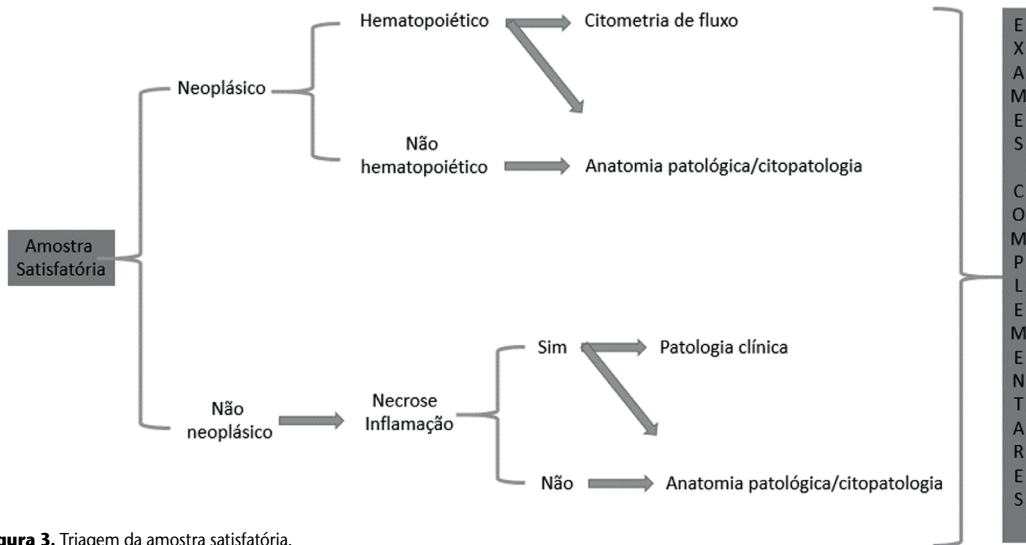 Hematopoiético
Citometria de fluxo
Neoplásico
Não
hematopoiético
Anatomia patológica/citopatologia
Amostra
Satisfatória
Sim
Patologia clínica
Não
neoplásico
Necrose
Inflamação
Não
Anatomia patológica/citopatologia
E
X
A
M
E
S
C
O
M
P
L
E
M
E
N
T
A
R
E
S
gura 3. Triagem da amostra satisfatória.